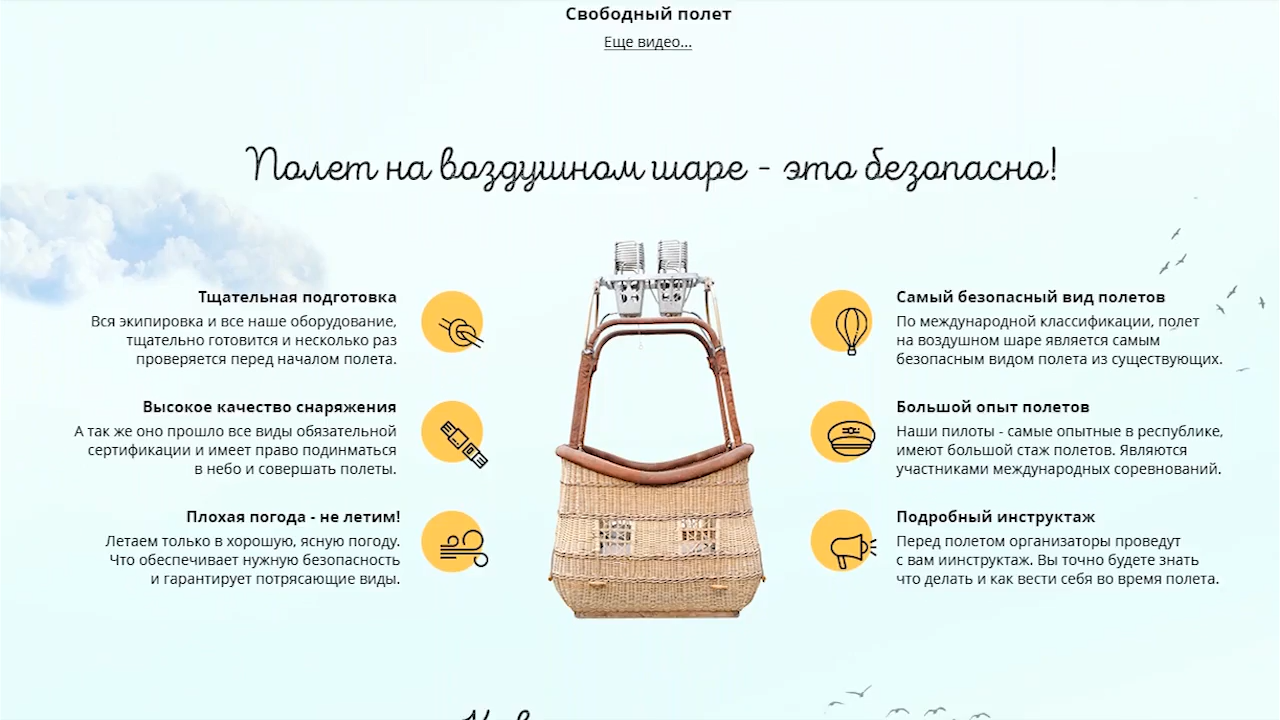 Свободный полет
Еще видео...
Полет на воздушном шаре - это безопасно!
Тщательная подготовка
Вся экипировка и все наше оборудование,
тщательно готовится и несколько раз
проверяется перед началом полета.
Высокое качество снаряжения
А так же оно прошло все виды обязательной
сертификации и имеет право подинматься
в небо и совершать полеты.
Плохая погода - не летим!
Летаем только в хорошую, ясную погоду.
Что обеспечивает нужную безопасность
и гарантирует потрясающие виды.
Самый безопасный вид полетов
По международной классификации, полет
на воздушном шаре является самым
безопасным видом полета из существующих.
Большой опыт полетов
Наши пилоты - самые опытные в республике,
имеют большой стаж полетов. Являются
участниками международных соревнований.
Подробный инструктаж
Перед полетом организаторы проведут
с вам иинструктаж. Вы точно будете знать
что делать и как вести себя во время полета.